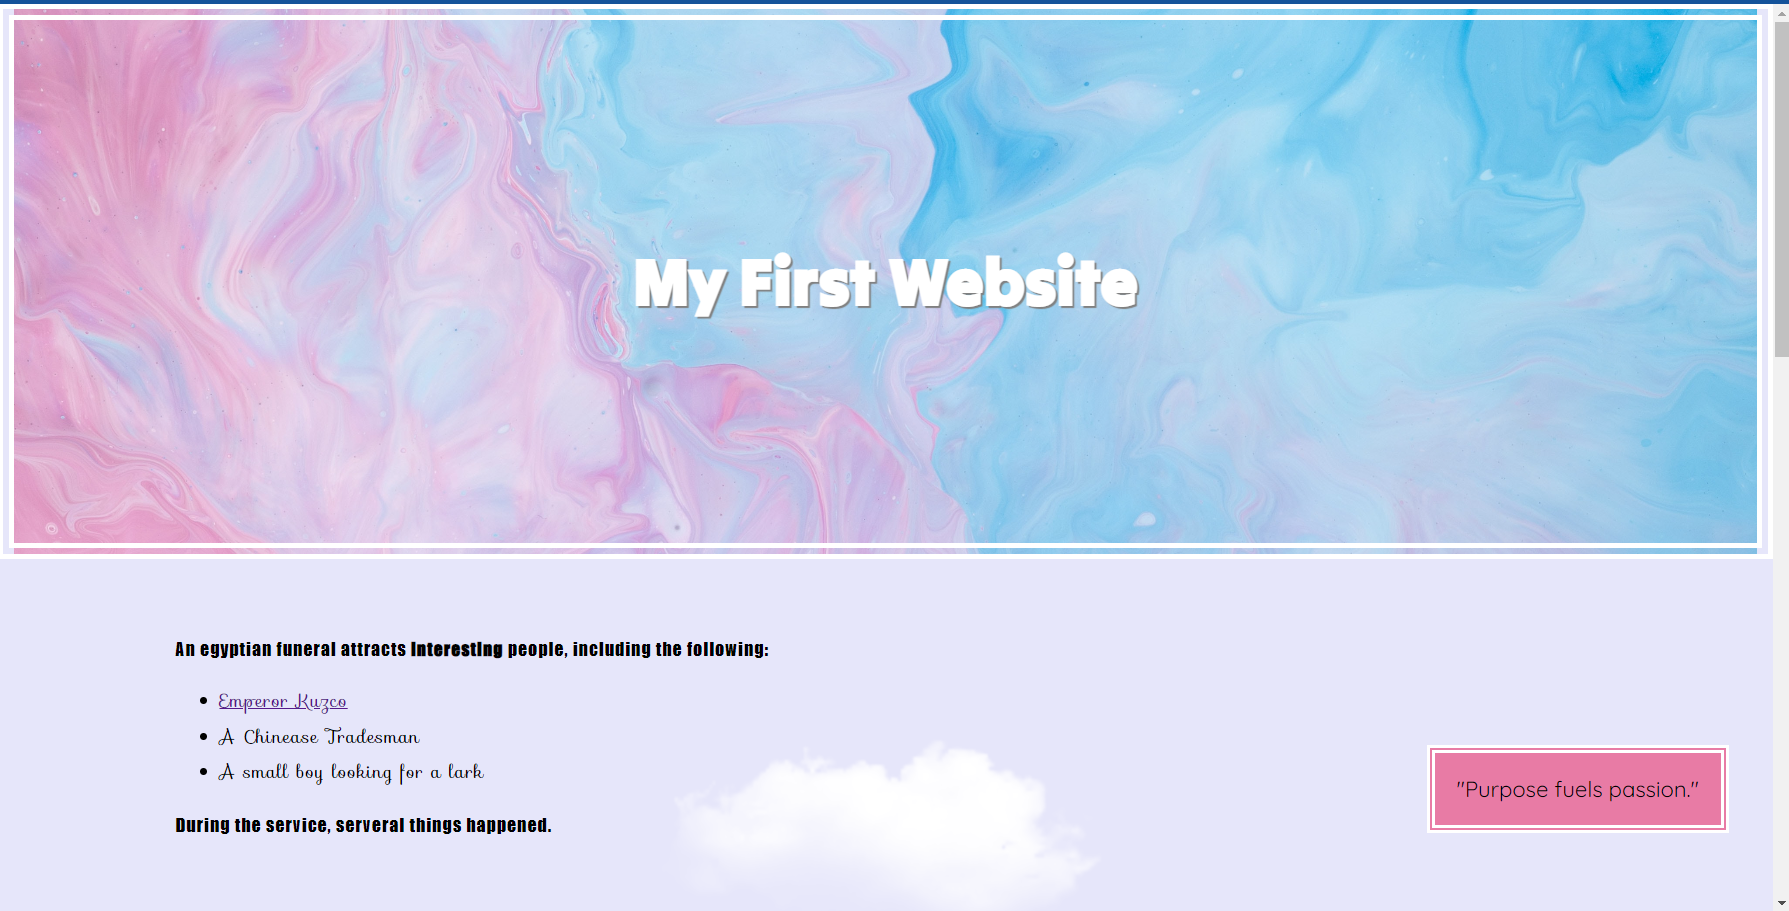 My First Website
An egyptian funeral attracts interesting people, including the following:
Emperor Kuzco
A Chinease Tradesman
A small boy looking for a lark
"Purpose fuels passion."
During the service, serveral things happened.